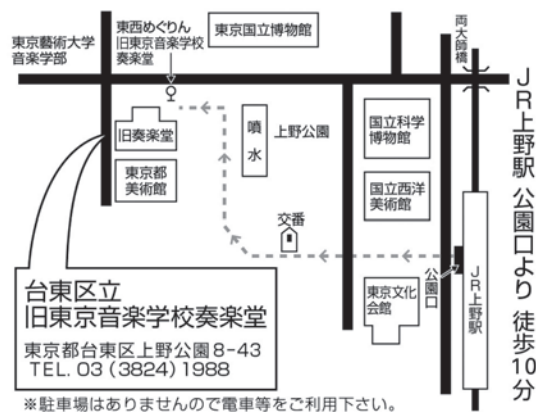 東京藝術大学
音楽学部
東西めぐりん
旧東京音楽学校
奏楽堂
東京国立博物館
両大師橋
旧奏楽堂
噴水
上野公園
国立科学
博物館
東京都
美術館
国立西洋
美術館
交番
公園口
東京文化
会館
JR上野駅
JR上野駅 公園口より 徒歩10分
台東区立
旧東京音楽学校奏楽堂
東京都台東区上野公園8-43
TEL. 03 (3824) 1988
※駐車場はありませんので電車等をご利用下さい。